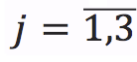 j = \overline{1,3}